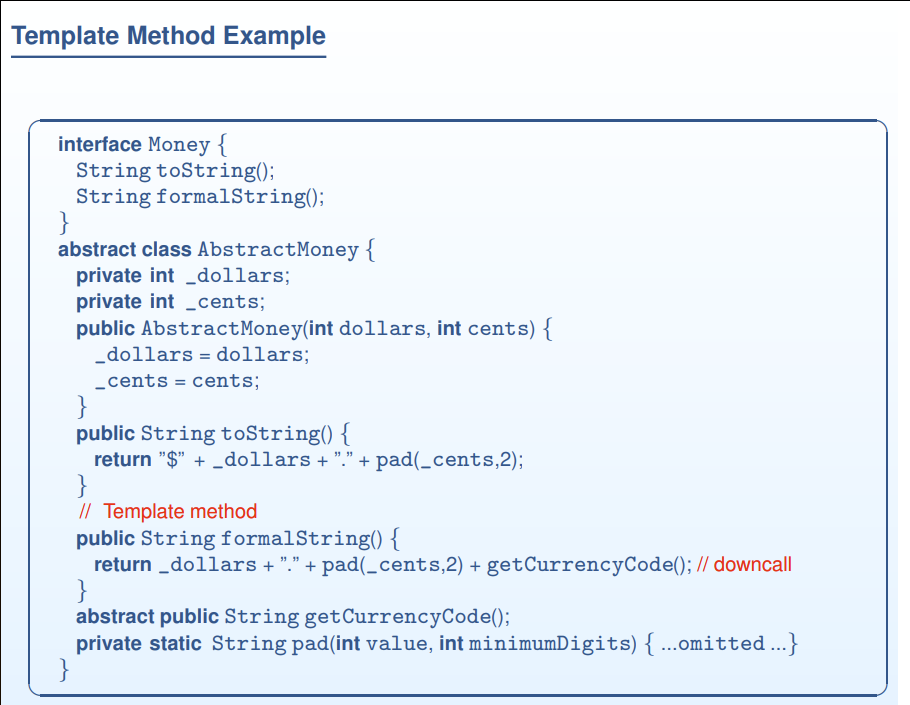 Template Method Example
interface Money {
String toString();
String formalString();
}
abstract class AbstractMoney {
private int _dollars;
private int _cents;
public AbstractMoney(int dollars, int cents) {
_dollars = dollars;
_cents = cents;
}
public String toString() {
return ”$” + _dollars + ”.” + pad(_cents,2);
}
// Template method
public String formalString() {
return _dollars + ”.” + pad(_cents,2) + getCurrencyCode(); // downcall
}
abstract public String getCurrencyCode();
private static String pad(int value, int minimumDigits) { ...omitted ...}
}